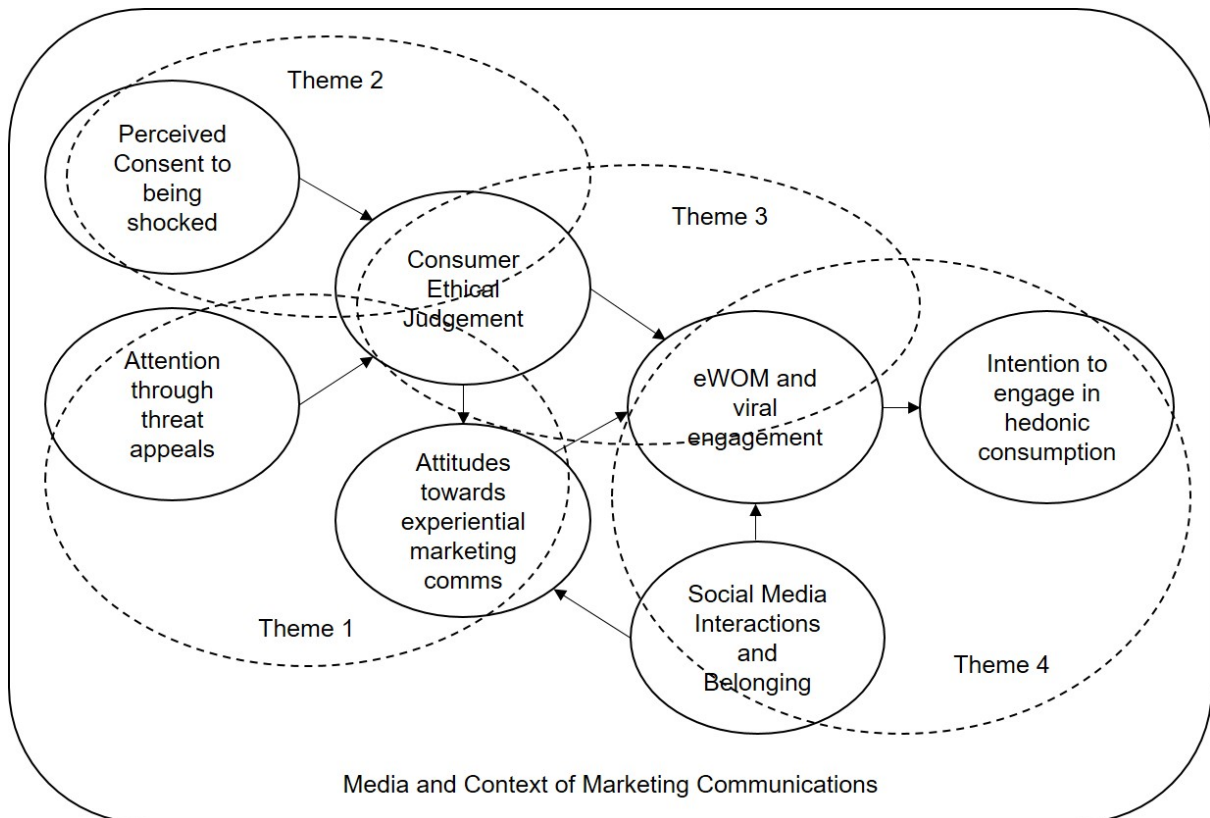 Theme 2
Perceived
Consent to
being
shocked
Theme 3
Consumer
Ethical
Judgement
Attention
through
threat
appeals
eWOM and
viral
engagement
Intention to
engage in
hedonic
consumption
Attitudes
towards
experiential
marketing
comms
Theme 1
Social Media
Interactions
and
Belonging
Theme 4
Media and Context of Marketing Communications